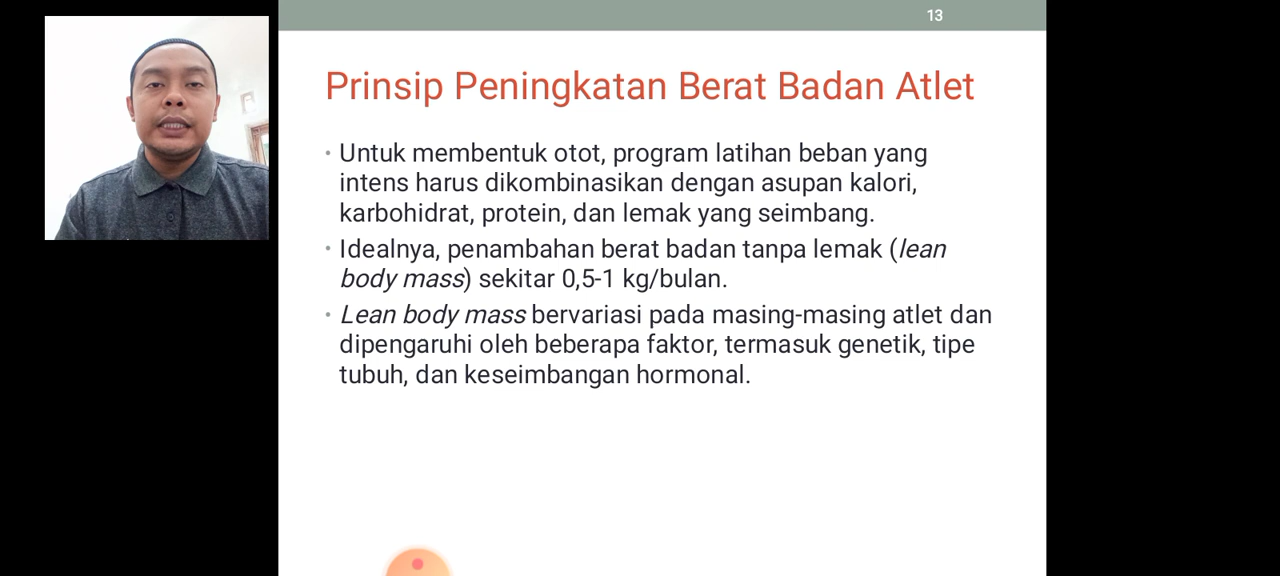 13
Prinsip Peningkatan Berat Badan Atlet
• Untuk membentuk otot, program latihan beban yang
intens harus dikombinasikan dengan asupan kalori,
karbohidrat, protein, dan lemak yang seimbang.
• Idealnya, penambahan berat badan tanpa lemak (lean
body mass) sekitar 0,5-1 kg/bulan.
• Lean body mass bervariasi pada masing-masing atlet dan
dipengaruhi oleh beberapa faktor, termasuk genetik, tipe
tubuh, dan keseimbangan hormonal.